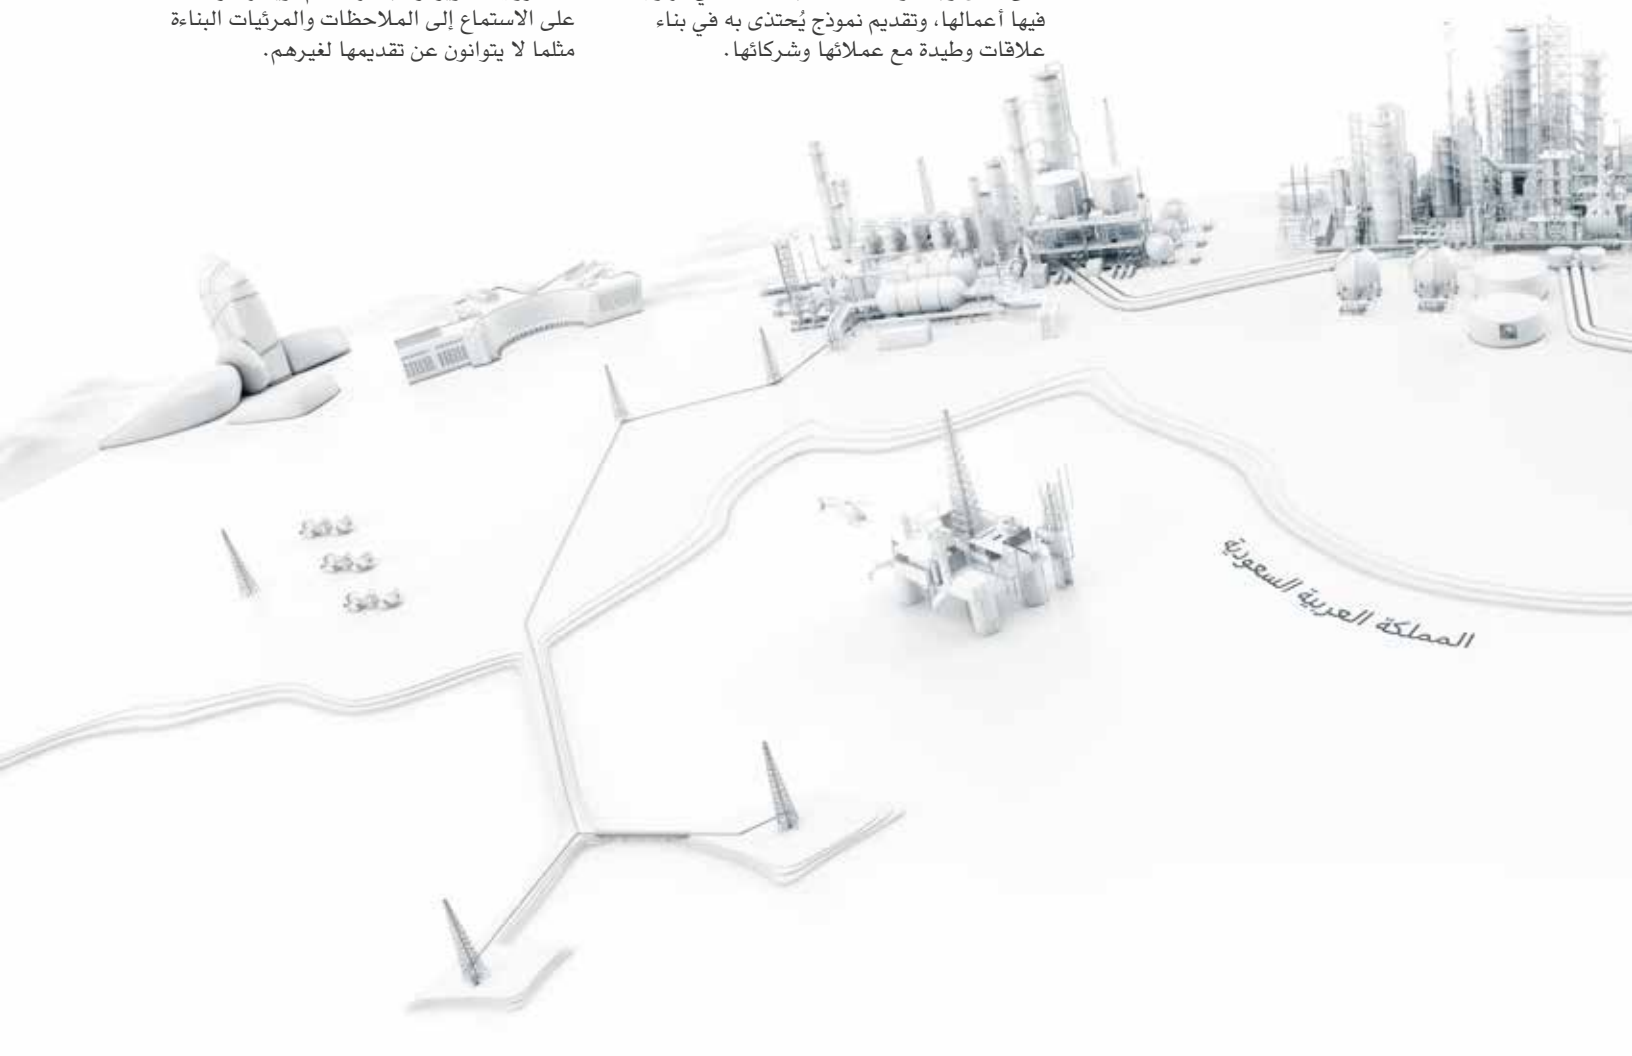 فيها أعمالها، وتقديم نموذج يُحتذى به في بناء
علاقات وطيدة مع عملائها وشركائها.
على الاستماع إلى الملاحظات والمرئيات البناءة
مثلما لا يتوانون عن تقديمها لغيرهم.
المملكة العربية السعودية